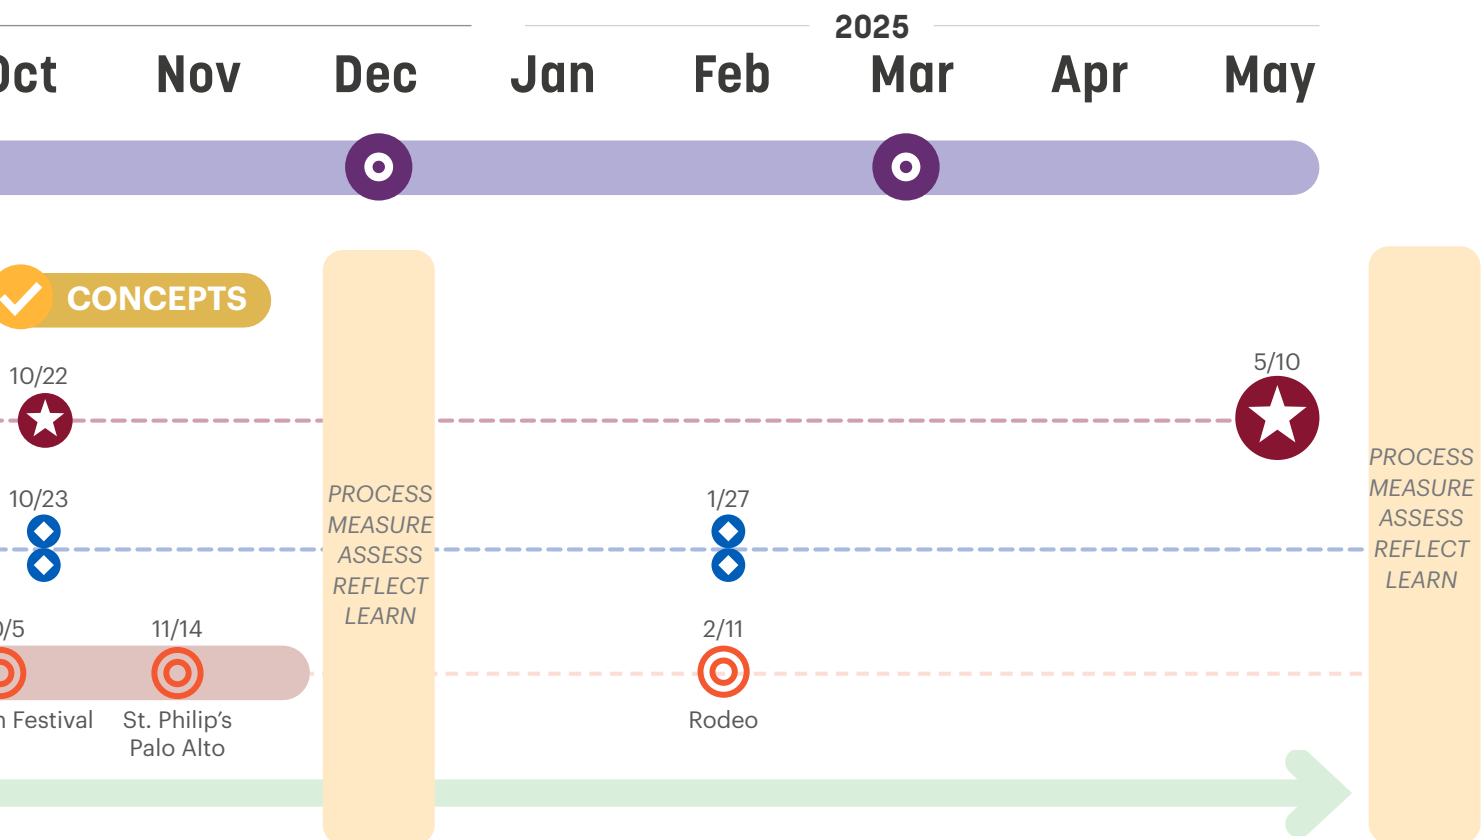 2025
Oct Nov Dec Jan Feb Mar Apr May
CONCEPTS
10/22
5/10
10/23
1/27
PROCESS
MEASURE
ASSESS
REFLECT
LEARN
PROCESS
MEASURE
ASSESS
REFLECT
LEARN
/5
11/14
2/11
Festival
St. Philip’s
Palo Alto
Rodeo